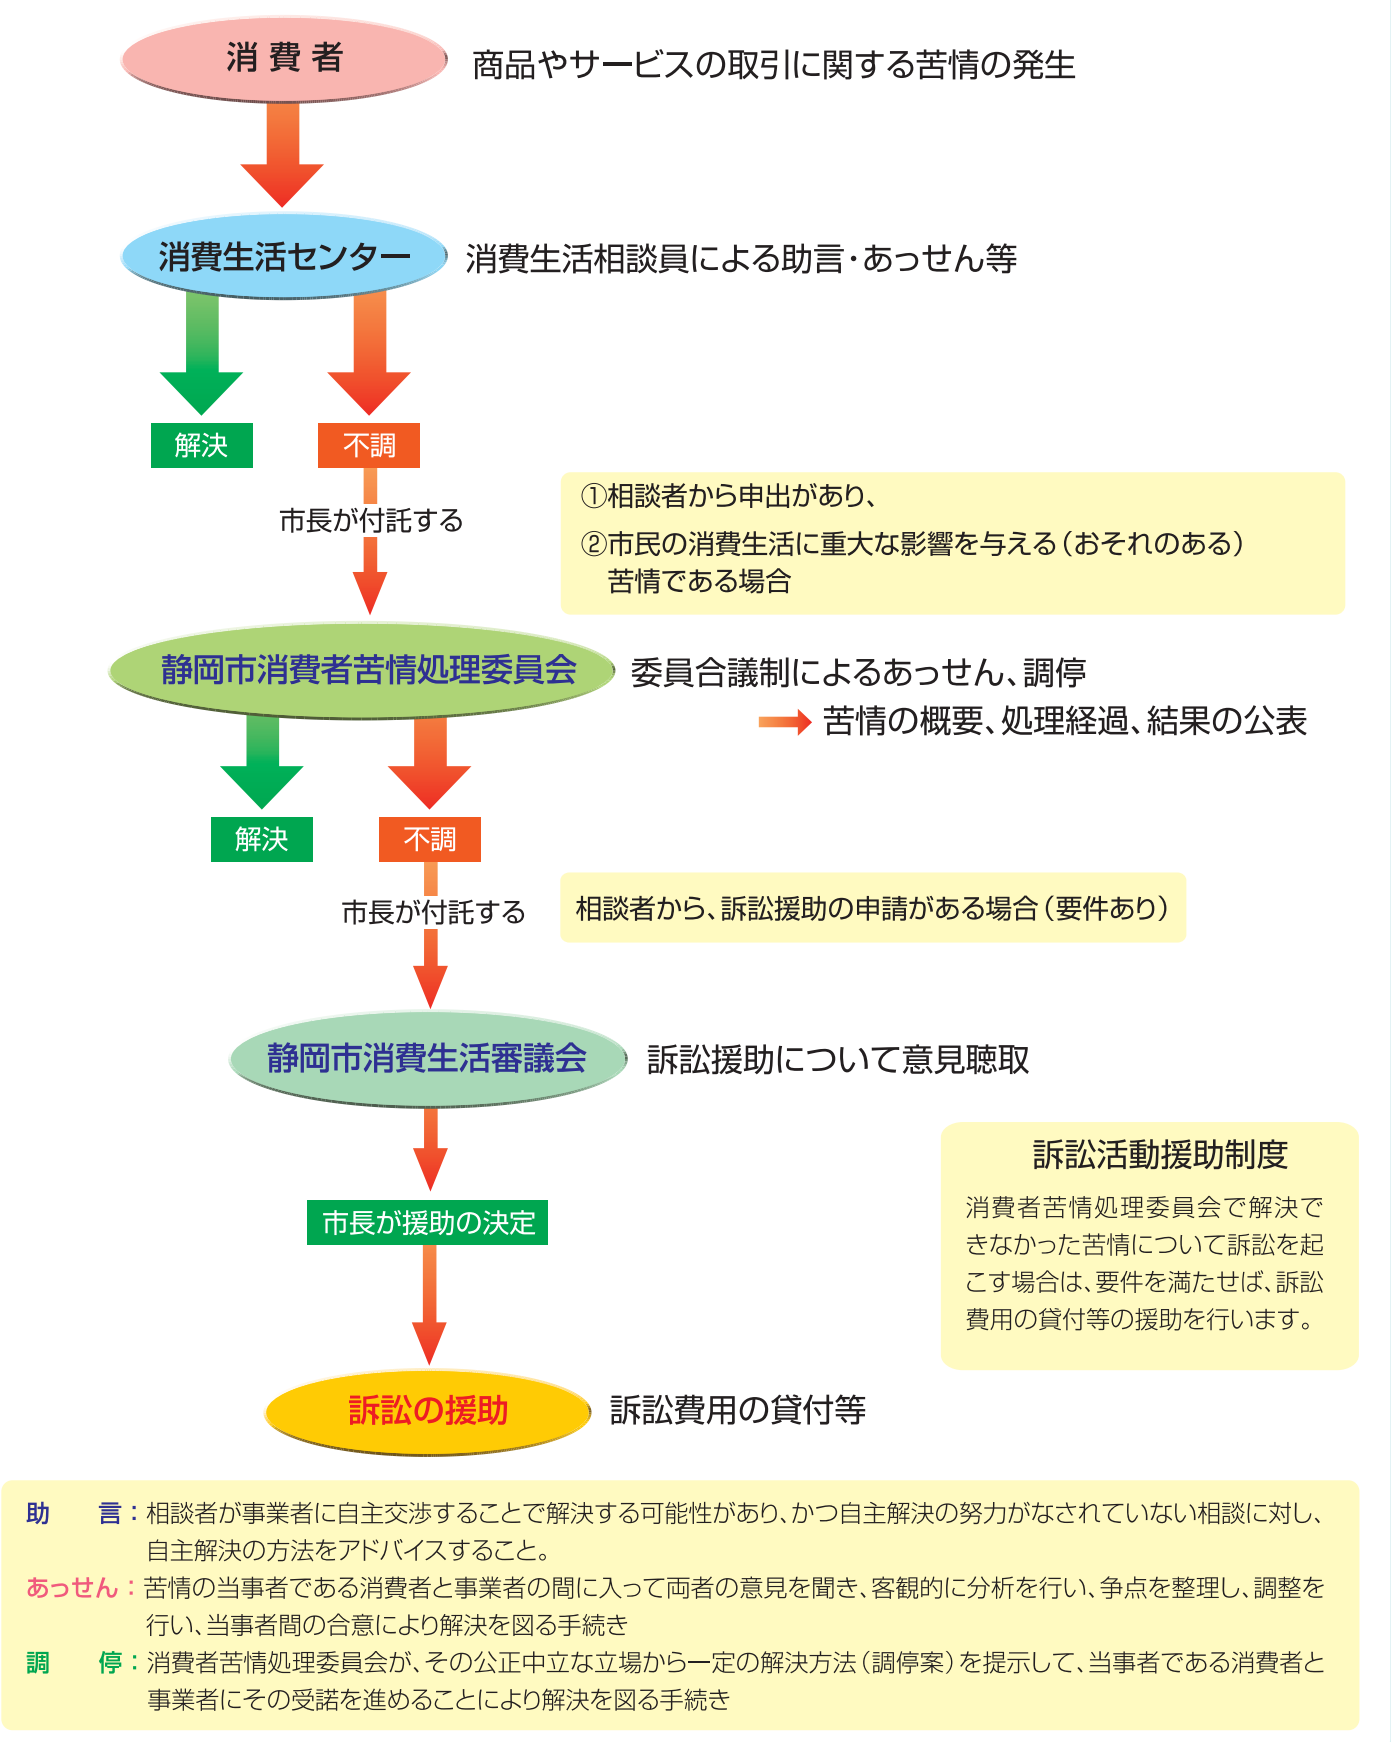 消費者
商品やサービスの取引に関する苦情の発生
消費生活センター
消費生活相談員による助言・あっせん等
解決
不調
市長が付託する
①相談者から申出があり、
②市民の消費生活に重大な影響を与える（おそれのある）
苦情である場合
静岡市消費者苦情処理委員会
委員合議制によるあっせん、調停
苦情の概要、処理経過、結果の公表
解決
不調
市長が付託する
相談者から、訴訟援助の申請がある場合（要件あり）
静岡市消費生活審議会
訴訟援助について意見聴取
市長が援助の決定
訴訟活動援助制度
消費者苦情処理委員会で解決で
きなかった苦情について訴訟を起
こす場合は、要件を満たせば、訴訟
費用の貸付等の援助を行います。
訴訟の援助
訴訟費用の貸付等
助　言：相談者が事業者に自主交渉することで解決する可能性があり、かつ自主解決の努力がなされていない相談に対し、
自主解決の方法をアドバイスすること。
あっせん：苦情の当事者である消費者と事業者の間に入って両者の意見を聞き、客観的に分析を行い、争点を整理し、調整を
行い、当事者間の合意により解決を図る手続き
調　停：消費者苦情処理委員会が、その公正中立な立場から一定の解決方法（調停案）を提示して、当事者である消費者と
事業者にその受諾を進めることにより解決を図る手続き